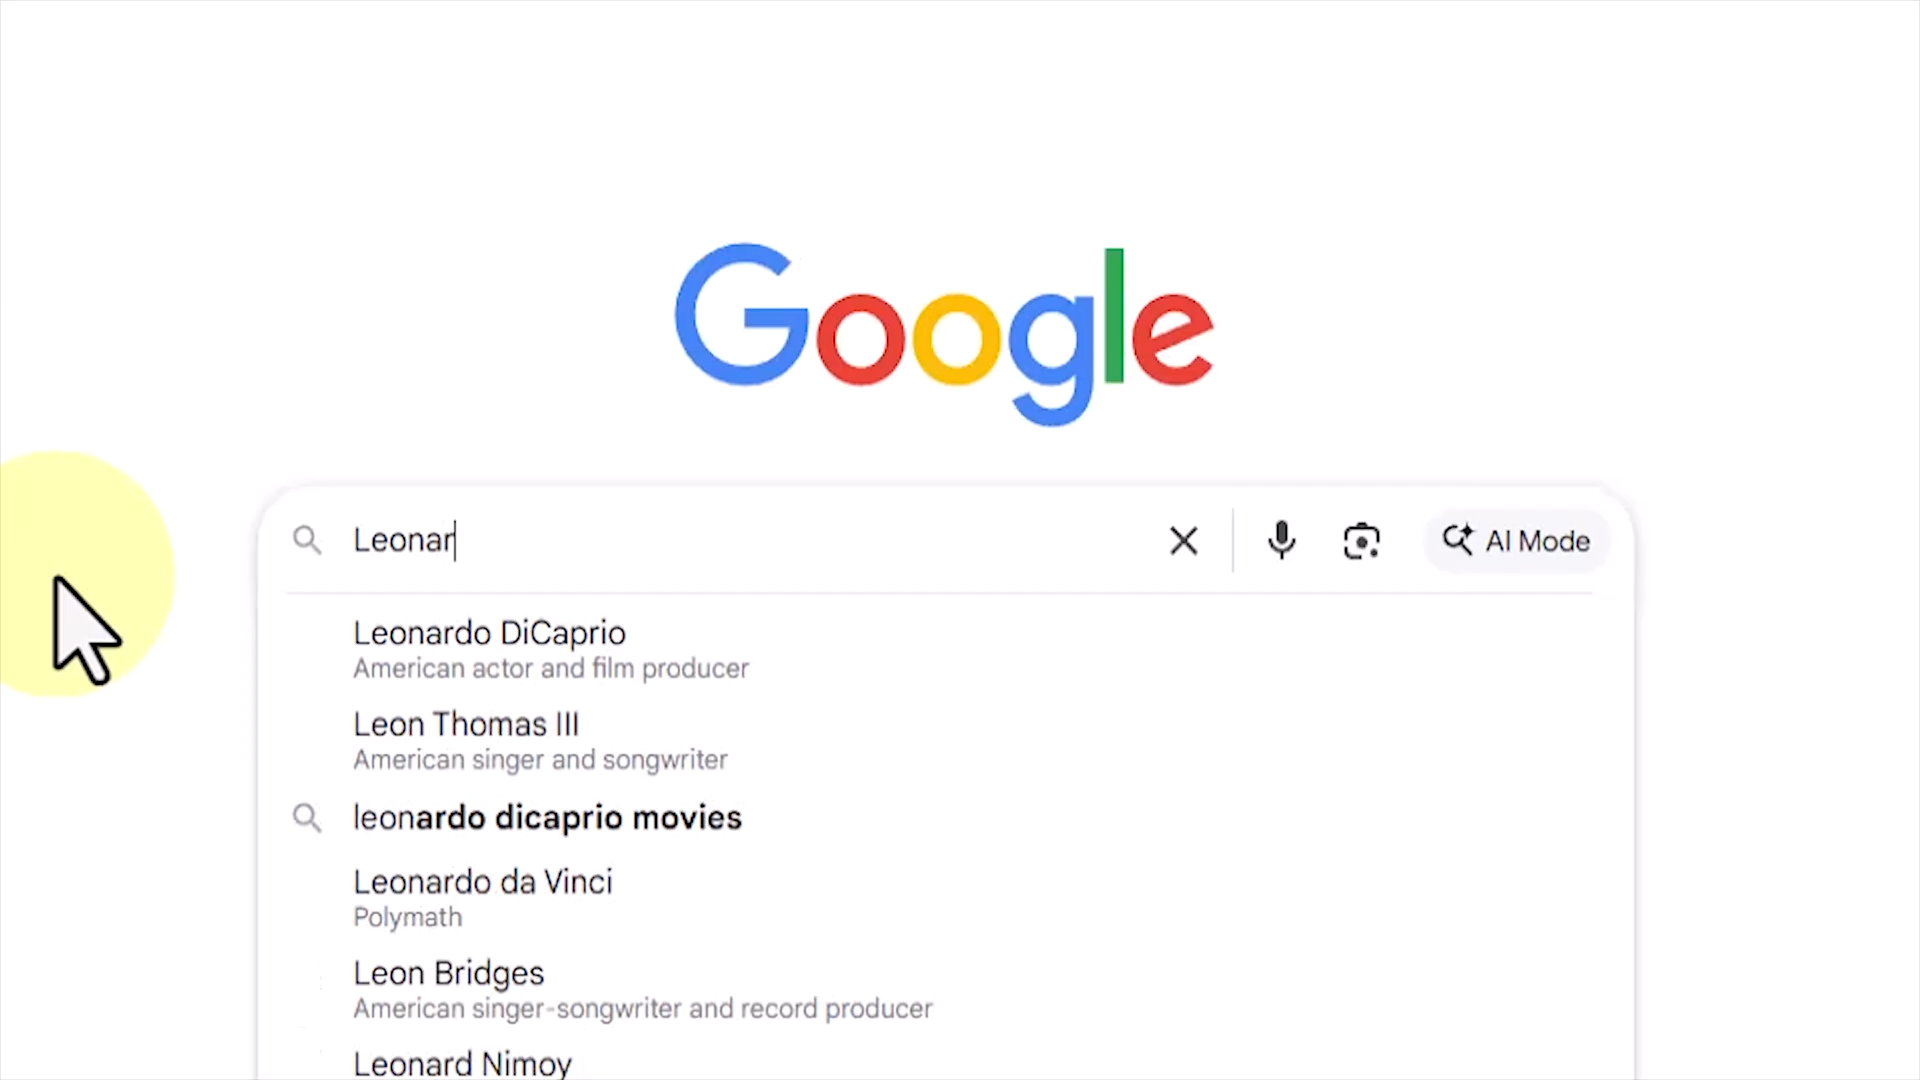 Google
Leonar
AI Mode
Leonardo DiCaprio
American actor and film producer
Leon Thomas III
American singer and songwriter
leonardo dicaprio movies
Leonardo da Vinci
Polymath
Leon Bridges
American singer-songwriter and record producer
Leonard Nimoy